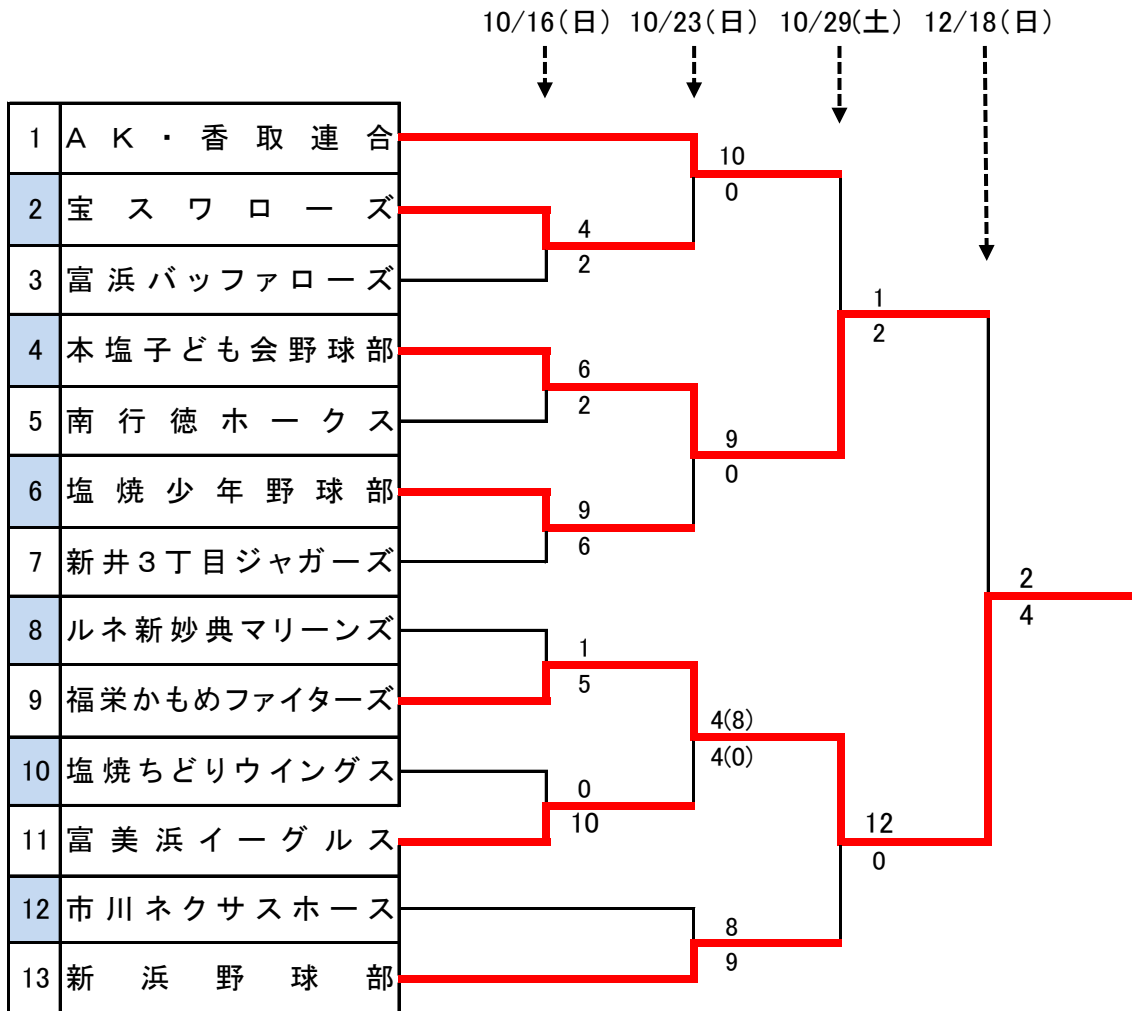 10/16(日) 10/23(日) 10/29(土) 12/18(日)
1 AK・香取連合
10
0
2 宝スワローズ
4
2
3 富浜バッファローズ
1
2
4 本塩子ども会野球部
6
2
5 南行徳ホークス
9
0
6 塩焼少年野球部
9
6
7 新井3丁目ジャガーズ
2
4
8 ルネ新妙典マリーンズ
1
5
9 福栄かもめファイターズ
4(8)
4(0)
10 塩焼ちどりウイングス
0
10
11 富美浜イーグルス
12
0
12 市川ネクサスホース
8
9
13 新浜野球部